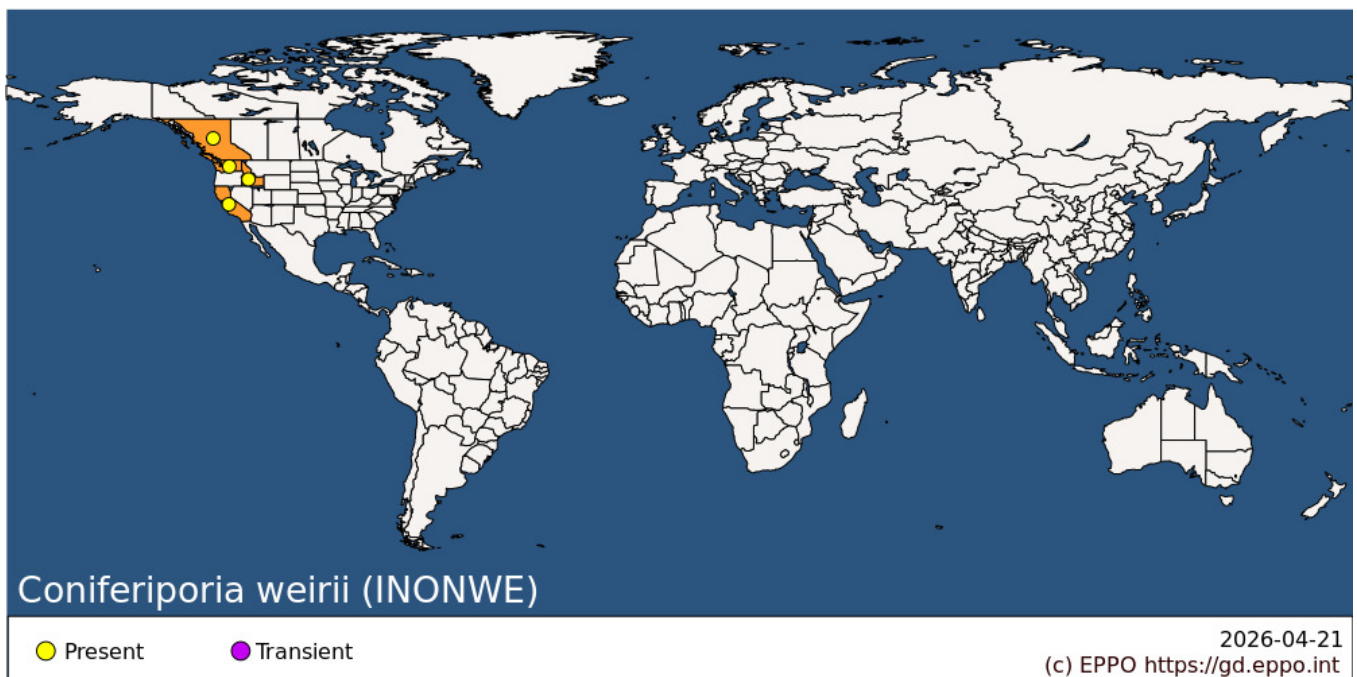 Coniferiporia weirii (INONWE)
Present
Transient
2026-04-21
(c) EPPO https://gd.eppo.int